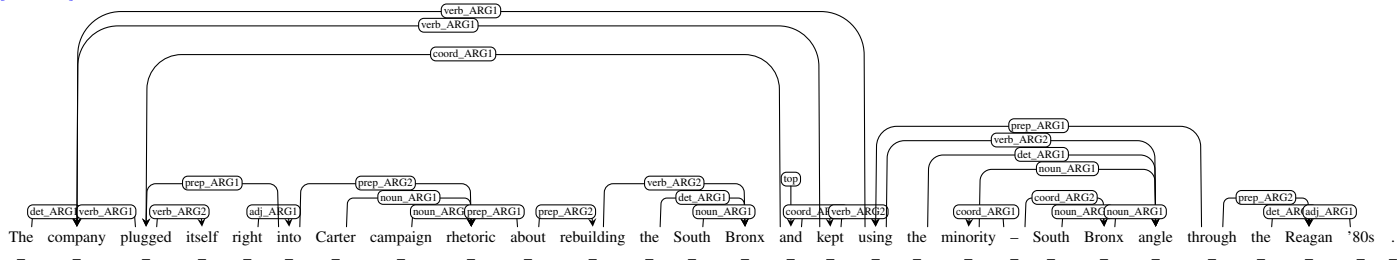 verb_ARG1
verb_ARG1
coord_ARG1
prep_ARG1
verb_ARG2
det_ARG1
noun_ARG1
prep_ARG1 prep_ARG2 verb_ARG2 top
noun_ARG1 det_ARG1 coord_ARG2 prep_ARG2
verb_ARG1 verb_ARG2 adj_ARG1 prep_ARG1 prep_ARG2 noun_ARG1 verb_ARG2 coord_ARG1 noun_ARG1 adj_ARG1
The company plugged itself right into Carter campaign rhetoric about rebuilding the South Bronx and kept using the minority – South Bronx angle through the Reagan ’80s .